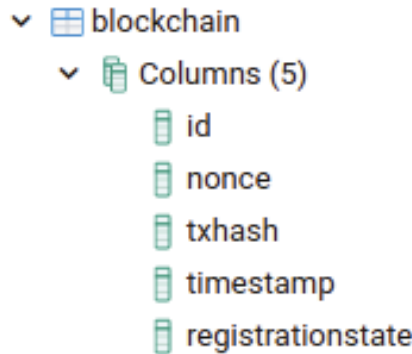 blockchain
Columns (5)
id
nonce
txhash
timestamp
registrationstate